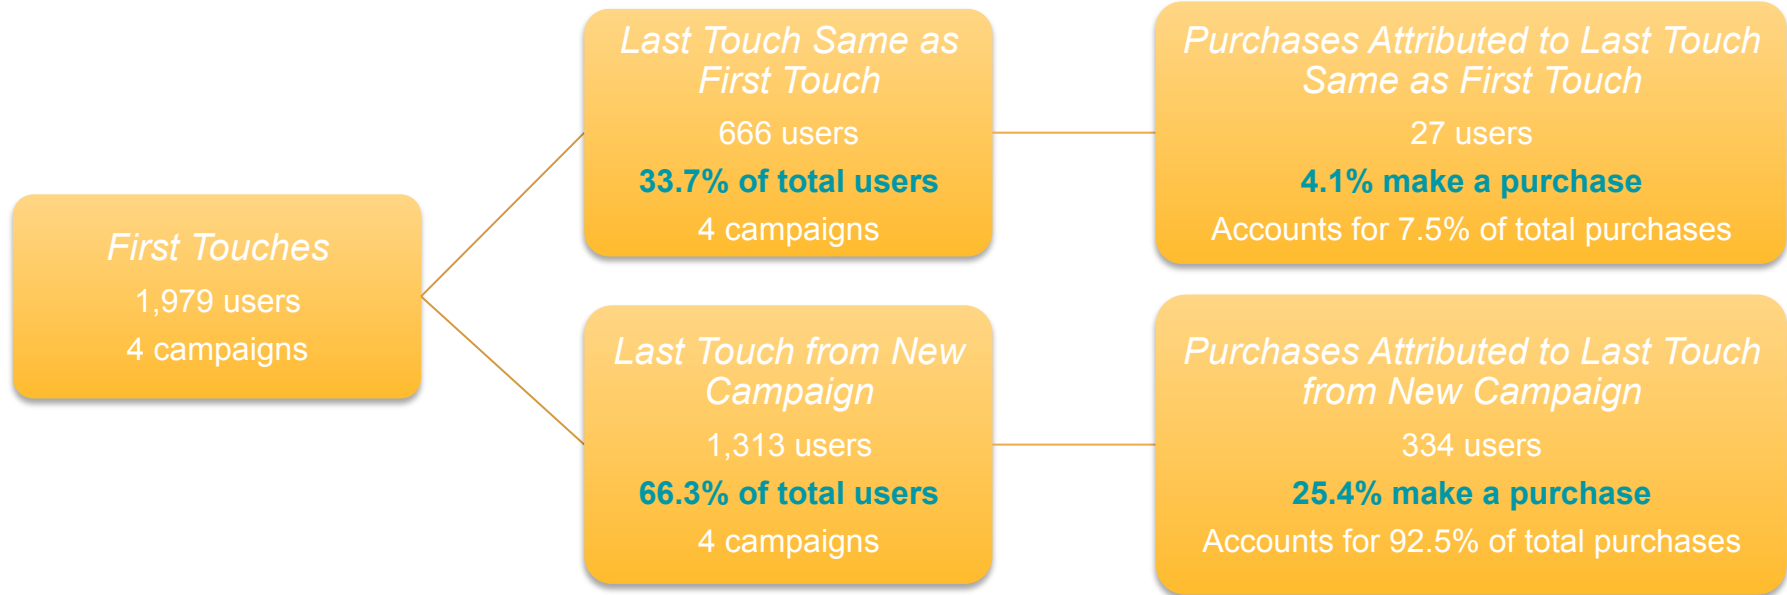 First Touches
1,979 users
4 campaigns
Last Touch Same as
First Touch
666 users
33.7% of total users
4 campaigns
Purchases Attributed to Last Touch
Same as First Touch
27 users
4.1% make a purchase
Accounts for 7.5% of total purchases
Last Touch from New
Campaign
1,313 users
66.3% of total users
4 campaigns
Purchases Attributed to Last Touch
from New Campaign
334 users
25.4% make a purchase
Accounts for 92.5% of total purchases